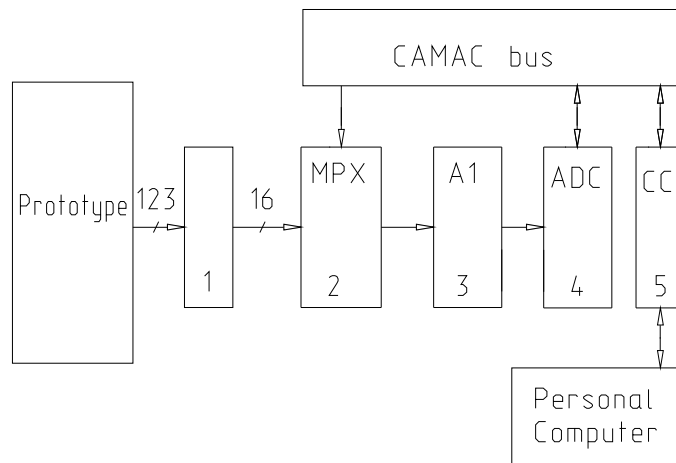 CAMAC bus
Prototype
123
16
MPX
A1
ADC
CC
1
2
3
4
5
Personal
Computer